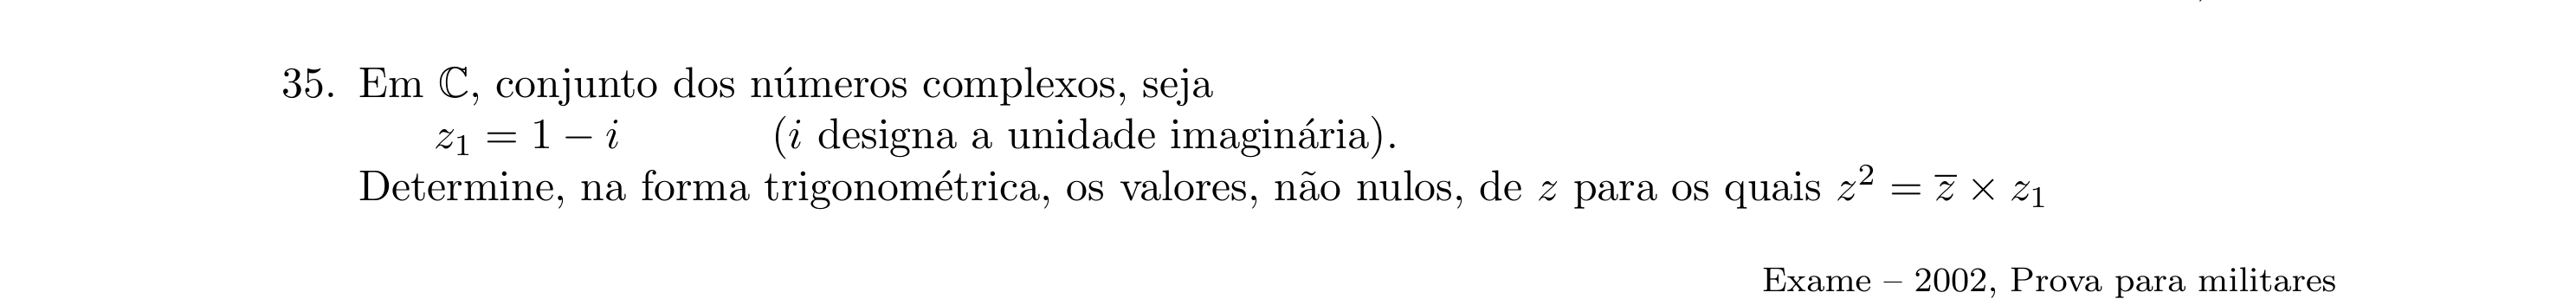 35. Em ℂ, conjunto dos números complexos, seja
z₁ = 1 − i (i designa a unidade imaginária).
Determine, na forma trigonométrica, os valores, não nulos, de z para os quais z² = z̅ × z₁
Exame – 2002, Prova para militares